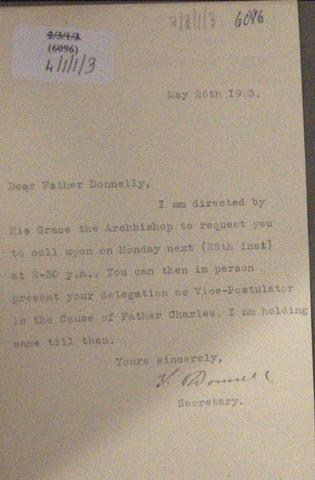 2/3/1/3. 6096
2/3/1/3.
(6096)
4/1/1/3
May 26th 1923.
Dear Father Donnelly,
I am directed by
His Grace the Archbishop to request you
to call upon on Monday next (28th inst)
at 2-30 p.m.. You can then in person
present your delegation as Vice-Postulator
in the Cause of Father Charles. I am holding
same till then.
Yours sincerely,
Secretary.